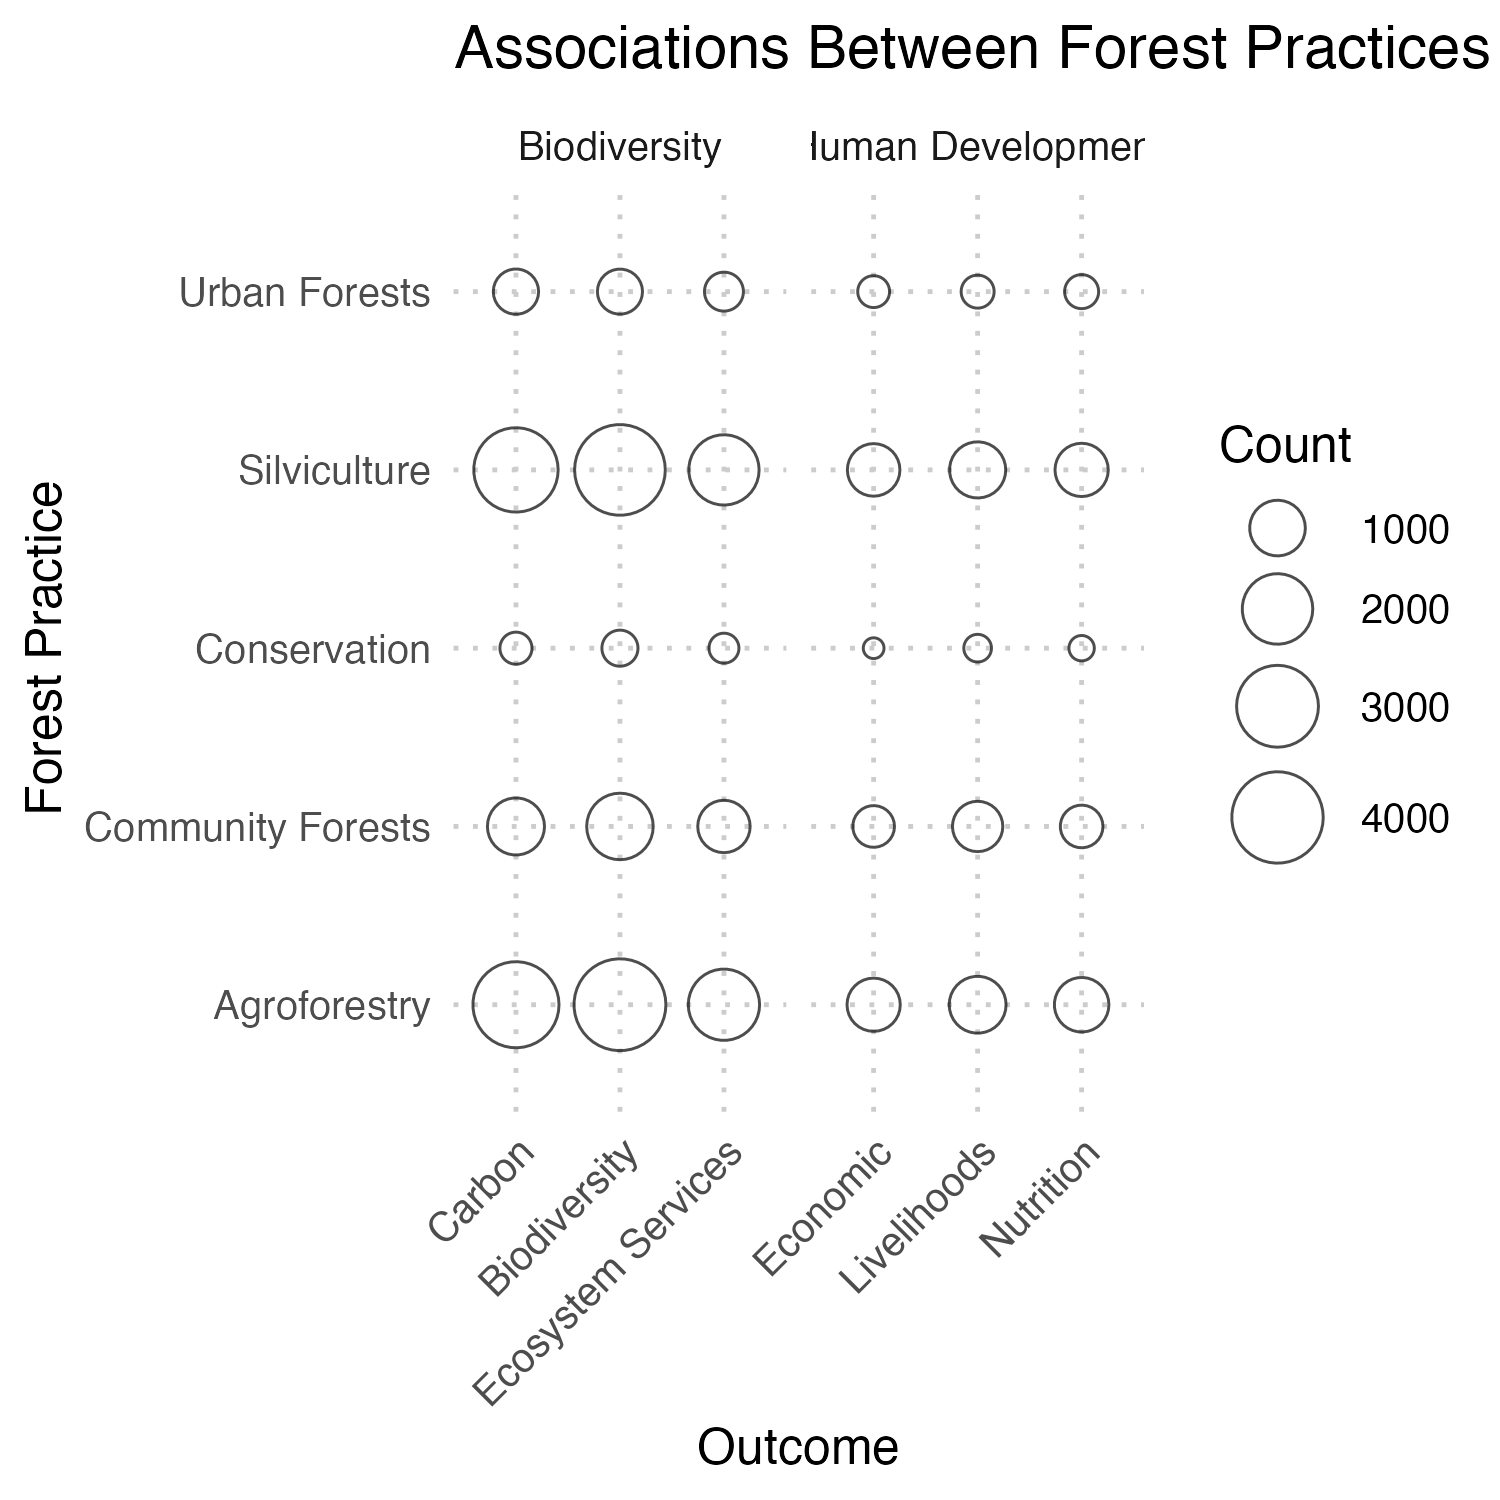 Associations Between Forest Practices
Biodiversity
Human Developmen
Urban Forests
Silviculture
Conservation
Community Forests
Agroforestry
Forest Practice
Carbon
Biodiversity
Ecosystem Services
Economic
Livelihoods
Nutrition
Outcome
Count
1000
2000
3000
4000